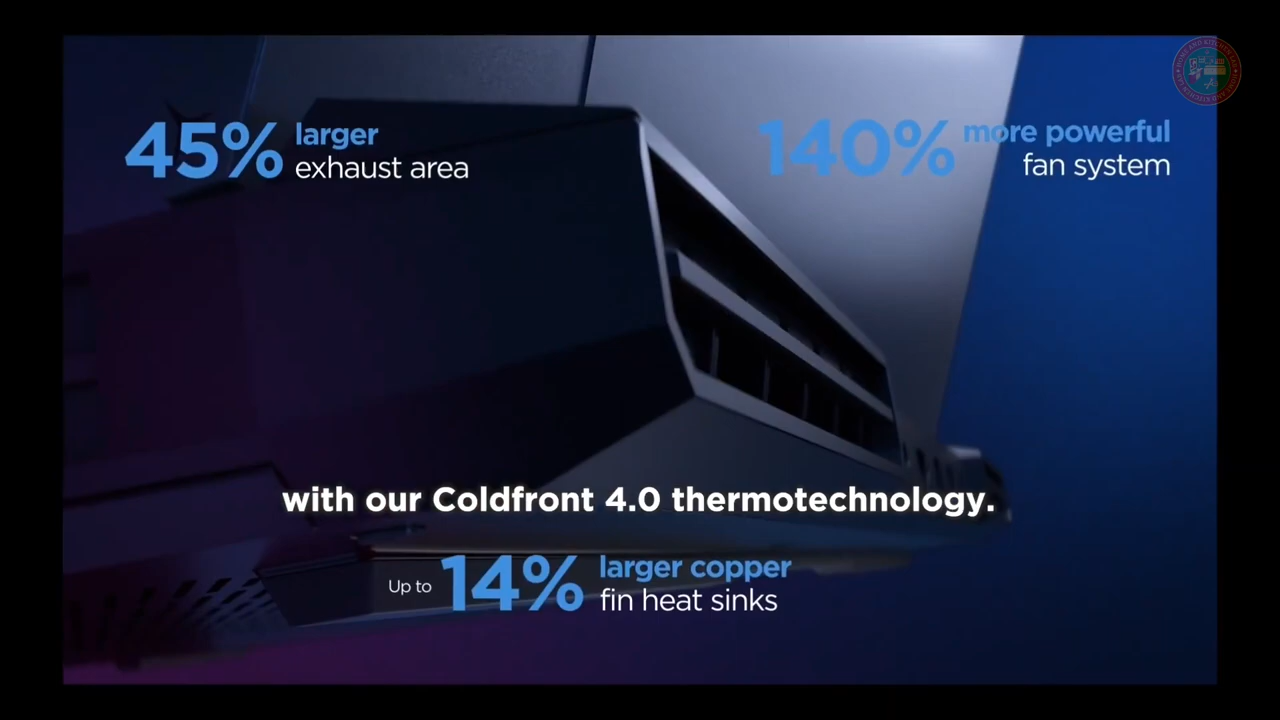 45% larger
exhaust area
140% more powerful
fan system
with our Coldfront 4.0 thermotechnology.
Up to 14% larger copper
fin heat sinks